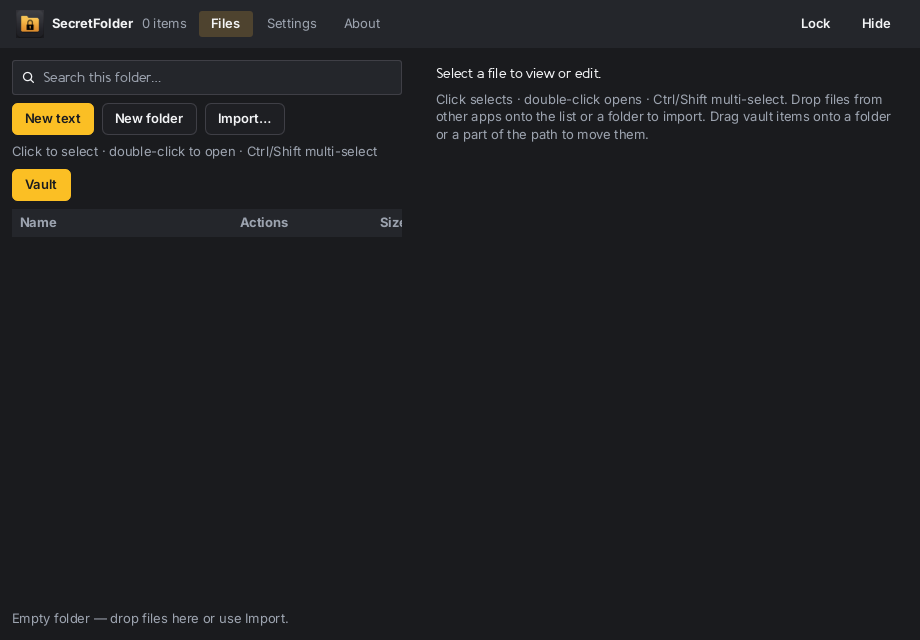 SecretFolder 0 items Files Settings About Lock Hide
Search this folder...
New text New folder Import...
Click to select · double-click to open · Ctrl/Shift multi-select
Vault
Name Actions Size
Empty folder — drop files here or use Import.
Select a file to view or edit.
Click selects · double-click opens · Ctrl/Shift multi-select. Drop files from
other apps onto the list or a folder to import. Drag vault items onto a folder
or a part of the path to move them.